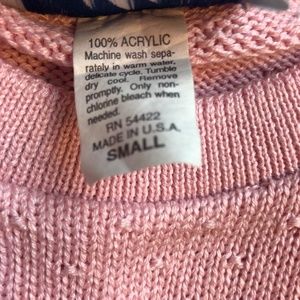 100% ACRYLIC
Machine wash sepa-
rately in warm water,
delicate cycle. Tumble
dry cool. Remove
promptly. Only non-
chlorine bleach when
needed.
RN 54422
MADE IN U.S.A.
SMALL